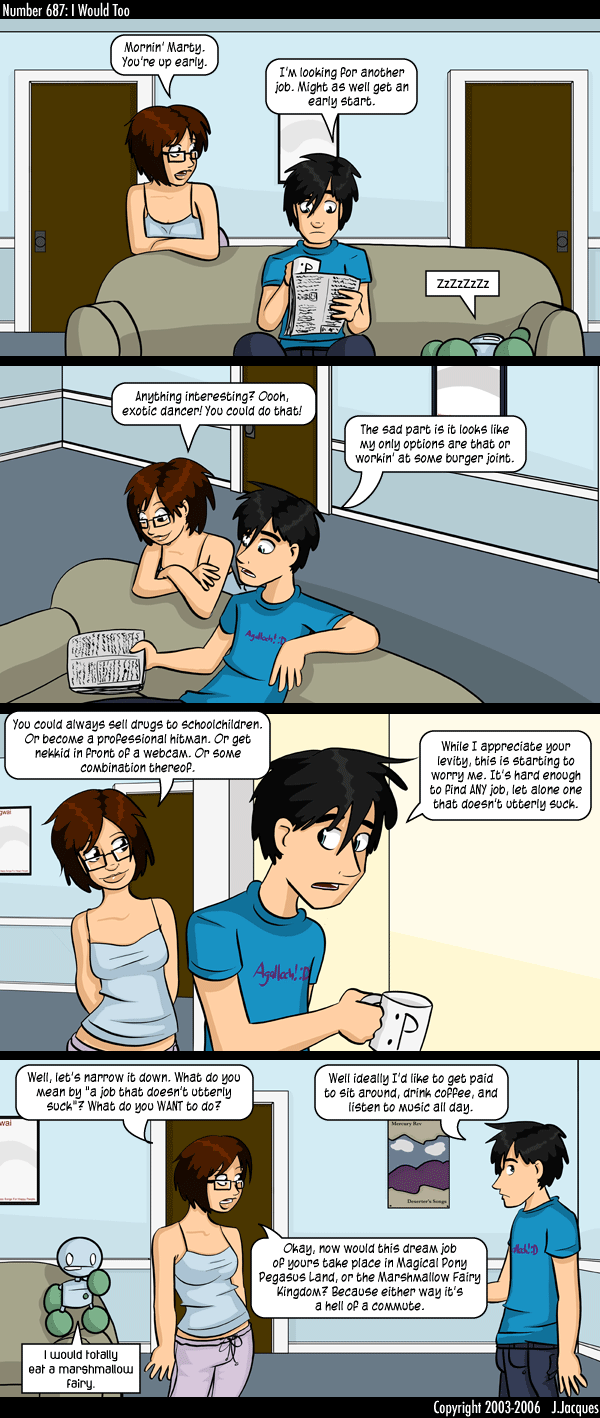 Number 687: I Would Too
Mornin' Marty.
You're up early.
I'm looking for another
job. Might as well get an
early start.
:P
ZzZzZzZz
Anything interesting? Oooh,
exotic dancer! You could do that!
The sad part is it looks like
my only options are that or
workin' at some burger joint.
Agalloch! :D
You could always sell drugs to schoolchildren.
Or become a professional hitman. Or get
nekkid in front of a webcam. Or some
combination thereof.
While I appreciate your
levity, this is starting to
worry me. It's hard enough
to find ANY job, let alone one
that doesn't utterly suck.
gwai
Agalloch! :D
:P
Well, let's narrow it down. What do you
mean by "a job that doesn't utterly
suck"? What do you WANT to do?
Well ideally I'd like to get paid
to sit around, drink coffee, and
listen to music all day.
gwai
Mercury Rev
Deserter's Songs
Okay, now would this dream job
of yours take place in Magical Pony
Pegasus Land, or the Marshmallow Fairy
Kingdom? Because either way it's
a hell of a commute.
I would totally
eat a marshmallow
fairy.
Copyright 2003-2006 J.Jacques